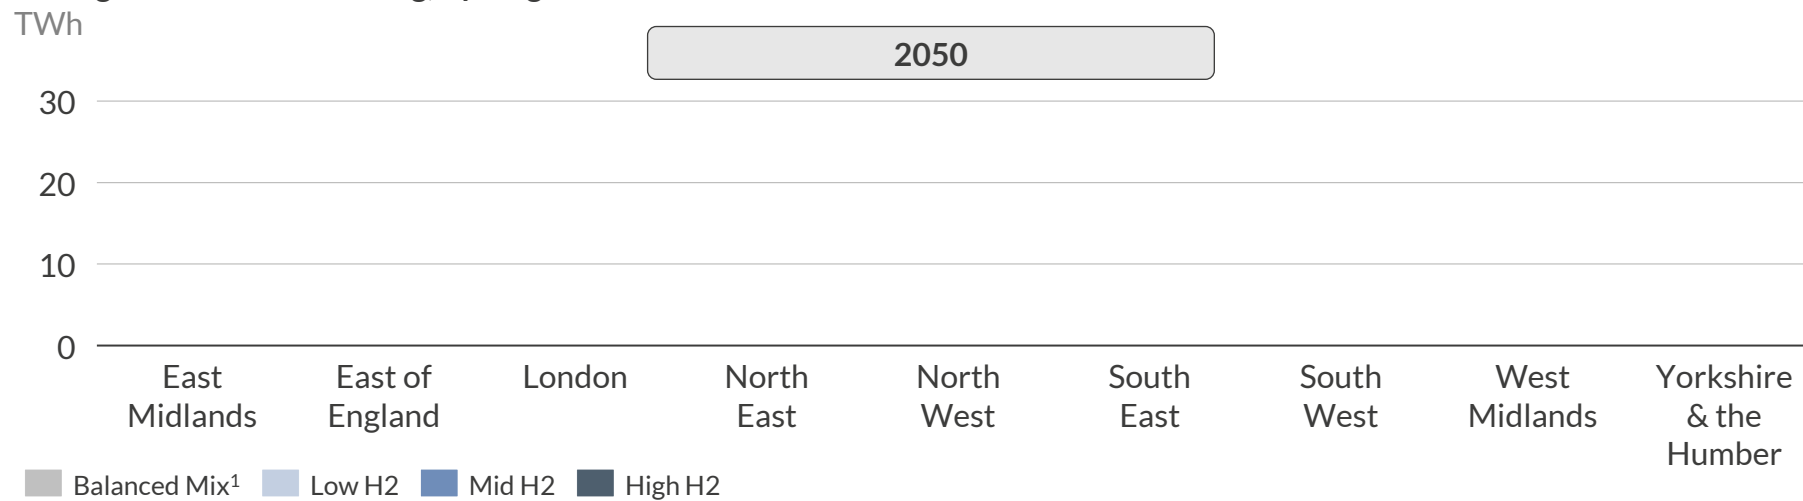 TWh
2050
30
20
10
0
East Midlands
East of England
London
North East
North West
South East
South West
West Midlands
Yorkshire & the Humber
Balanced Mix¹
Low H2
Mid H2
High H2